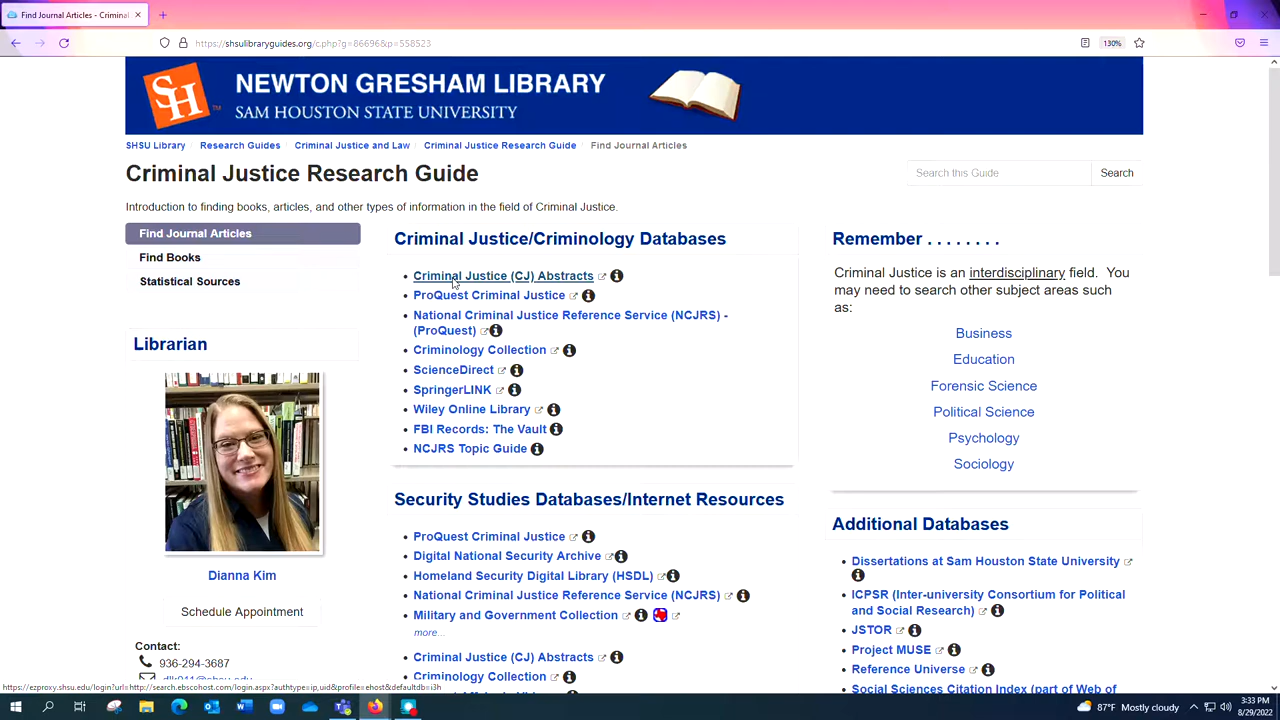 Find Journal Articles - Criminal
https://shsulibraryguides.org/c.php?g=86696&p=558523
130%
SH
TM
NEWTON GRESHAM LIBRARY
SAM HOUSTON STATE UNIVERSITY
SHSU Library / Research Guides / Criminal Justice and Law / Criminal Justice Research Guide / Find Journal Articles
Criminal Justice Research Guide
Search this Guide
Search
Introduction to finding books, articles, and other types of information in the field of Criminal Justice.
Find Journal Articles
Find Books
Statistical Sources
Librarian
Dianna Kim
Schedule Appointment
Contact:
936-294-3687
Criminal Justice/Criminology Databases
Criminal Justice (CJ) Abstracts
ProQuest Criminal Justice
National Criminal Justice Reference Service (NCJRS) -
(ProQuest)
Criminology Collection
ScienceDirect
SpringerLINK
Wiley Online Library
FBI Records: The Vault
NCJRS Topic Guide
Security Studies Databases/Internet Resources
ProQuest Criminal Justice
Digital National Security Archive
Homeland Security Digital Library (HSDL)
National Criminal Justice Reference Service (NCJRS)
Military and Government Collection
more...
Criminal Justice (CJ) Abstracts
Criminology Collection
Remember . . . . . . . .
Criminal Justice is an interdisciplinary field. You
may need to search other subject areas such
as:
Business
Education
Forensic Science
Political Science
Psychology
Sociology
Additional Databases
Dissertations at Sam Houston State University
ICPSR (Inter-university Consortium for Political
and Social Research)
JSTOR
Project MUSE
Reference Universe
Social Sciences Citation Index (part of Web of
https://ezproxy.shsu.edu/login?url=http://search.ebscohost.com/login.aspx?authtype=ip,uid&profile=ehost&defaultdb=i3h
87°F Mostly cloudy
3:33 PM
8/29/2022